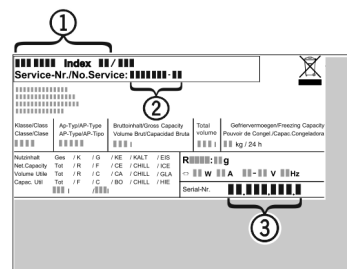 1
Index /
Service-Nr./No.Service: -
2
Klasse/Class Ap-Typ/AP-Type Bruttoinhalt/Gross Capacity Total Gefriervermoegen/Freezing Capacity
Classe/Clase AP-Type/AP-Tipo Volume Brut/Capacidad Bruta volume Pouvoir de Congel./Capac.Congeladora
l l kg / 24 h
Nutzinhalt Ges / K / G / KE / KALT / EIS
Net.Capacity Tot / R / F / CE / CHILL / ICE
Volume Utile Tot / R / C / CA / CHILL / GLA
Capac. Util Tot / F / C / BO / CHILL / HIE
l / l
R : g
W A - V Hz
Serial-Nr. , , ,
3